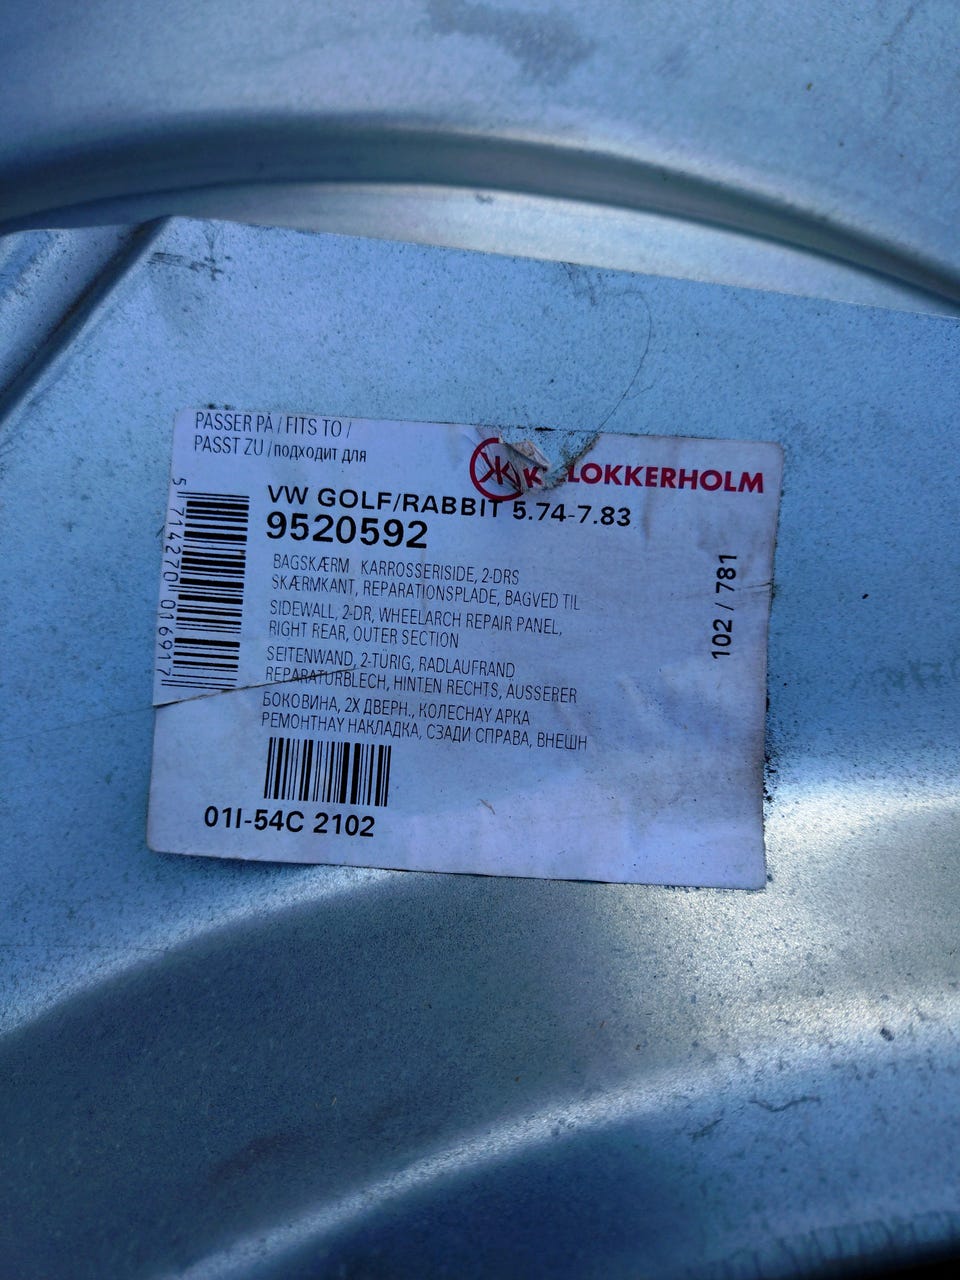 PASSER PÅ / FITS TO /
PASST ZU / подходит для
KLOKKERHOLM
VW GOLF/RABBIT 5.74-7.83
9520592
BAGSKÆRM KARROSSERISIDE, 2-DRS
SKÆRMKANT, REPARATIONSPLADE, BAGVED TIL
SIDEWALL, 2-DR, WHEELARCH REPAIR PANEL,
RIGHT REAR, OUTER SECTION
SEITENWAND, 2-TÜRIG, RADLAUFRAND
REPARATURBLECH, HINTEN RECHTS, AUSSERER
БОКОВИНА, 2Х ДВЕРН., КОЛЕСНАУ АРКА
РЕМОНТНАУ НАКЛАДКА, СЗАДИ СПРАВА, ВНЕШН
01I-54C 2102
5 714270 016917
102 / 781